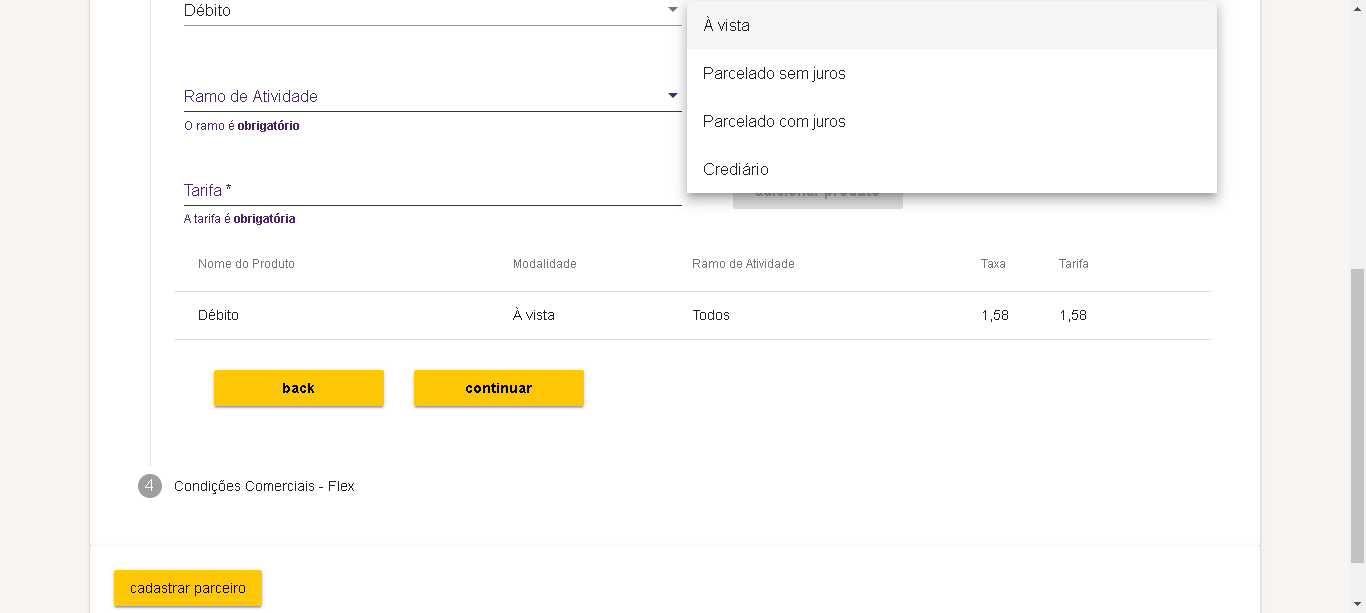 Débito
À vista
Parcelado sem juros
Ramo de Atividade
Parcelado com juros
O ramo é obrigatório
Crediário
Tarifa *
adicionar produto
A tarifa é obrigatória
Nome do Produto Modalidade Ramo de Atividade Taxa Tarifa
Débito À vista Todos 1,58 1,58
back continuar
4 Condições Comerciais - Flex
cadastrar parceiro